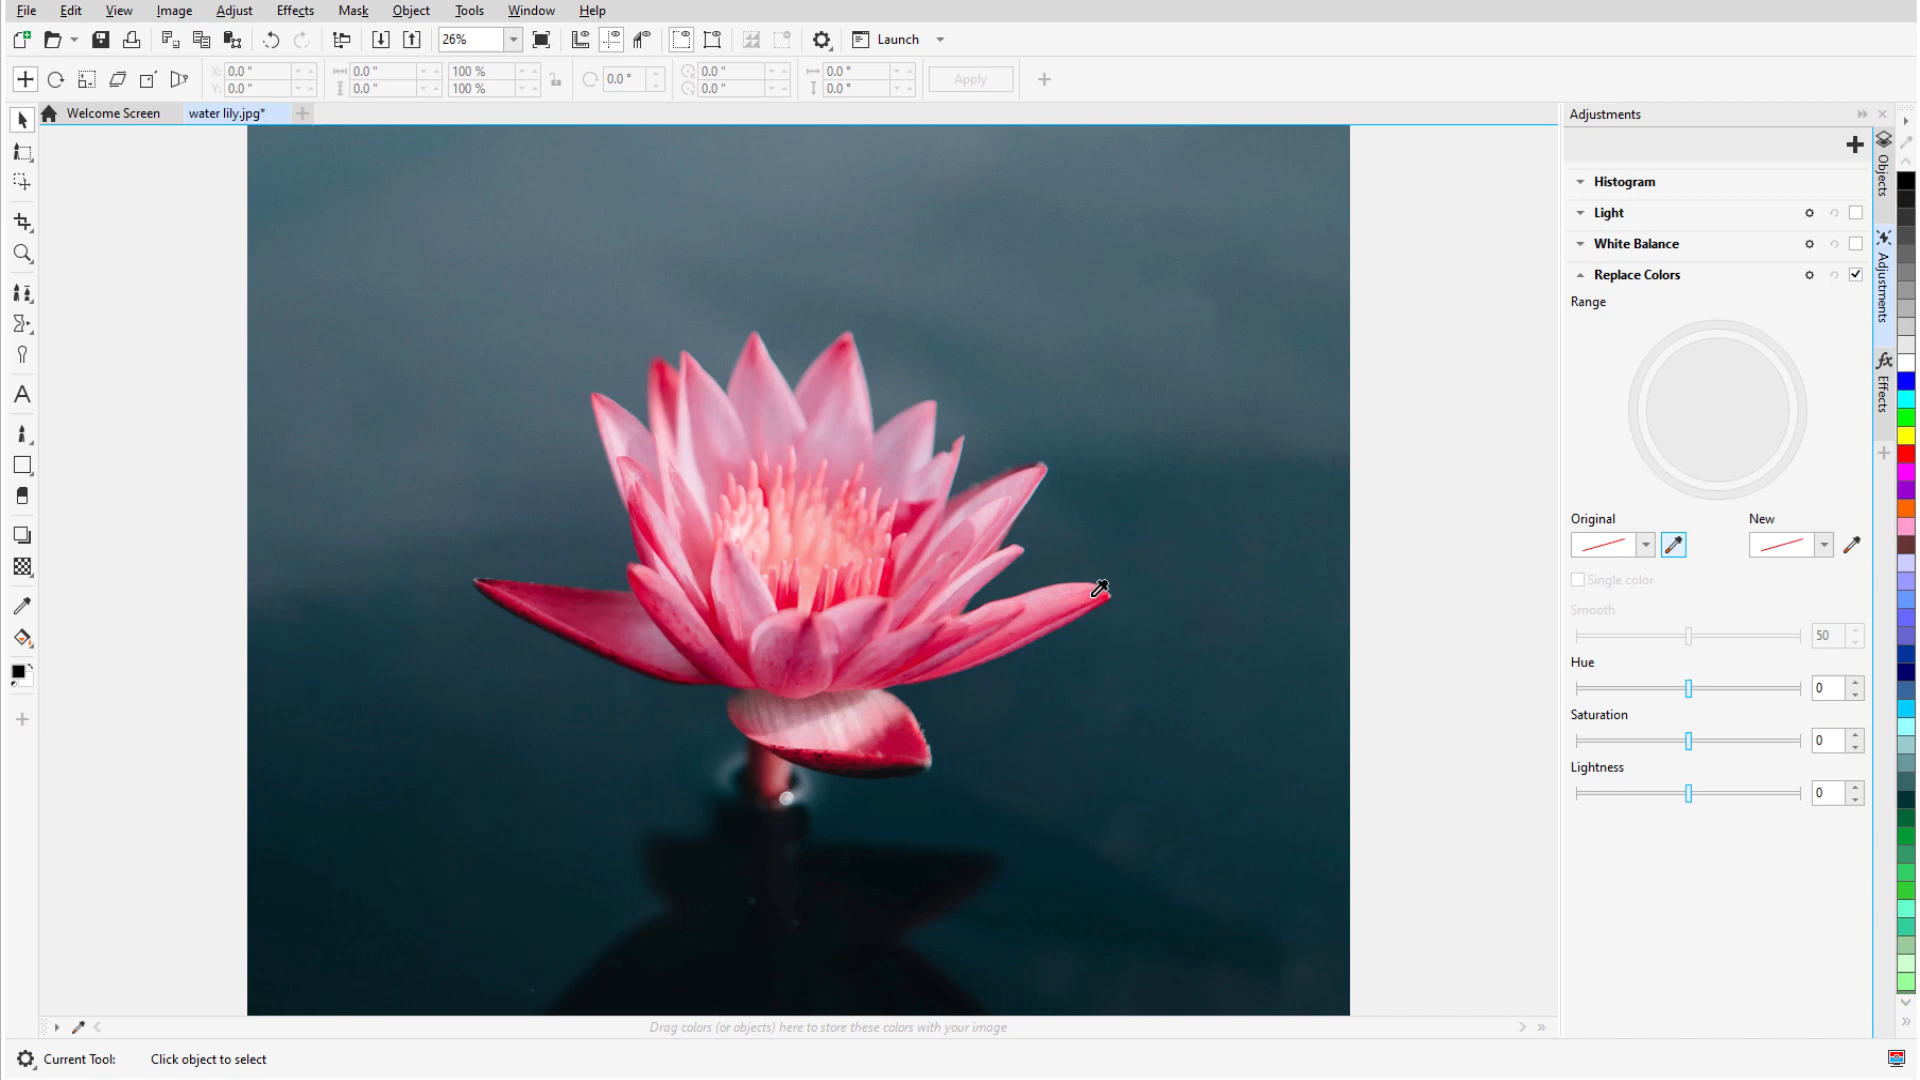 File Edit View Image Adjust Effects Mask Object Tools Window Help
26% Launch
X: 0.0 " 0.0 " 100 % 0.0 ° 0.0 " 0.0 " Apply
Y: 0.0 " 0.0 " 100 % 0.0 " 0.0 "
Welcome Screen water lily.jpg*
Adjustments
Histogram
Light
White Balance
Replace Colors
Range
Original New
Single color
Smooth
50
Hue
0
Saturation
0
Lightness
0
Objects
Adjustments
fx Effects
A
Drag colors (or objects) here to store these colors with your image
Current Tool: Click object to select